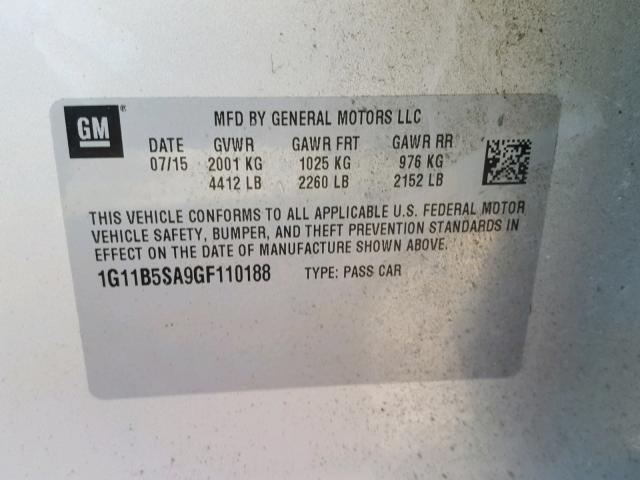 GM
MFD BY GENERAL MOTORS LLC
DATE GVWR GAWR FRT GAWR RR
07/15 2001 KG 1025 KG 976 KG
4412 LB 2260 LB 2152 LB
THIS VEHICLE CONFORMS TO ALL APPLICABLE U.S. FEDERAL MOTOR
VEHICLE SAFETY, BUMPER, AND THEFT PREVENTION STANDARDS IN
EFFECT ON THE DATE OF MANUFACTURE SHOWN ABOVE.
1G11B5SA9GF110188 TYPE: PASS CAR